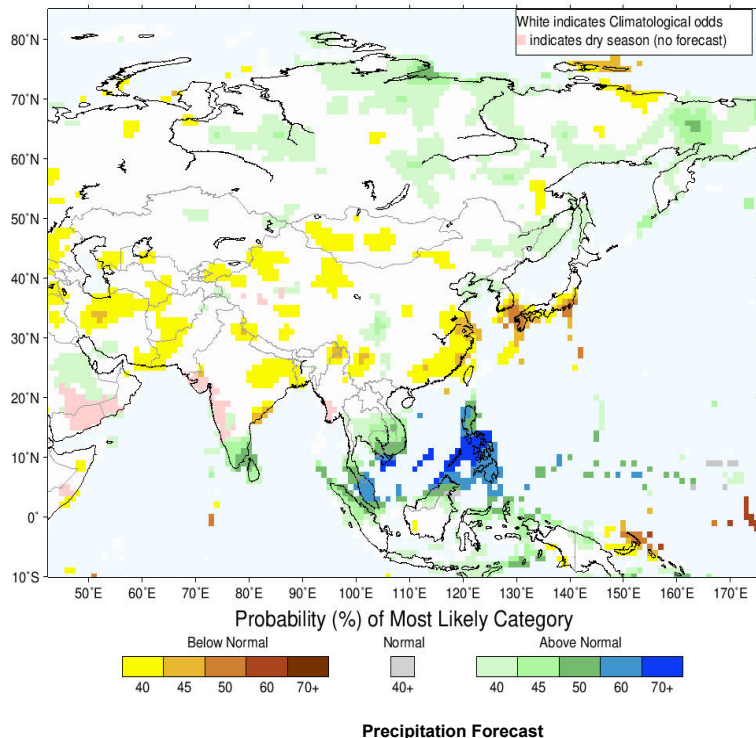 White indicates Climatological odds
indicates dry season (no forecast)
80°N
70°N
60°N
50°N
40°N
30°N
20°N
10°N
0°
10°S
50°E 60°E 70°E 80°E 90°E 100°E 110°E 120°E 130°E 140°E 150°E 160°E 170°E
Probability (%) of Most Likely Category
Below Normal Normal Above Normal
40 45 50 60 70+ 40+ 40 45 50 60 70+
Precipitation Forecast